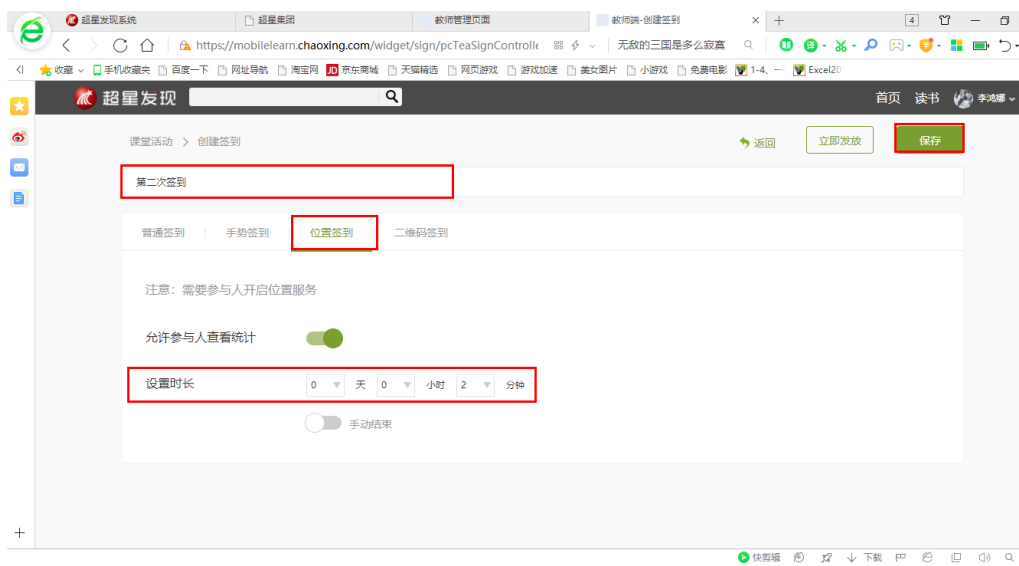 超星发现系统 超星集团 教师管理页面 教师端-创建签到 × + 4
https://mobilelearn.chaoxing.com/widget/sign/pcTeaSignControlle 无敌的三国是多么寂寞
收藏 手机收藏夹 百度一下 网址导航 淘宝网 JD 京东商城 天猫精选 网页游戏 游戏加速 美女图片 小游戏 免费电影 1-4、一 Excel20
超星发现 首页 读书 李鸿娜
课堂活动 > 创建签到 返回 立即发放 保存
第二次签到
普通签到 手势签到 位置签到 二维码签到
注意：需要参与人开启位置服务
允许参与人查看统计
设置时长 0 天 0 小时 2 分钟
手动结束
快剪辑 下载